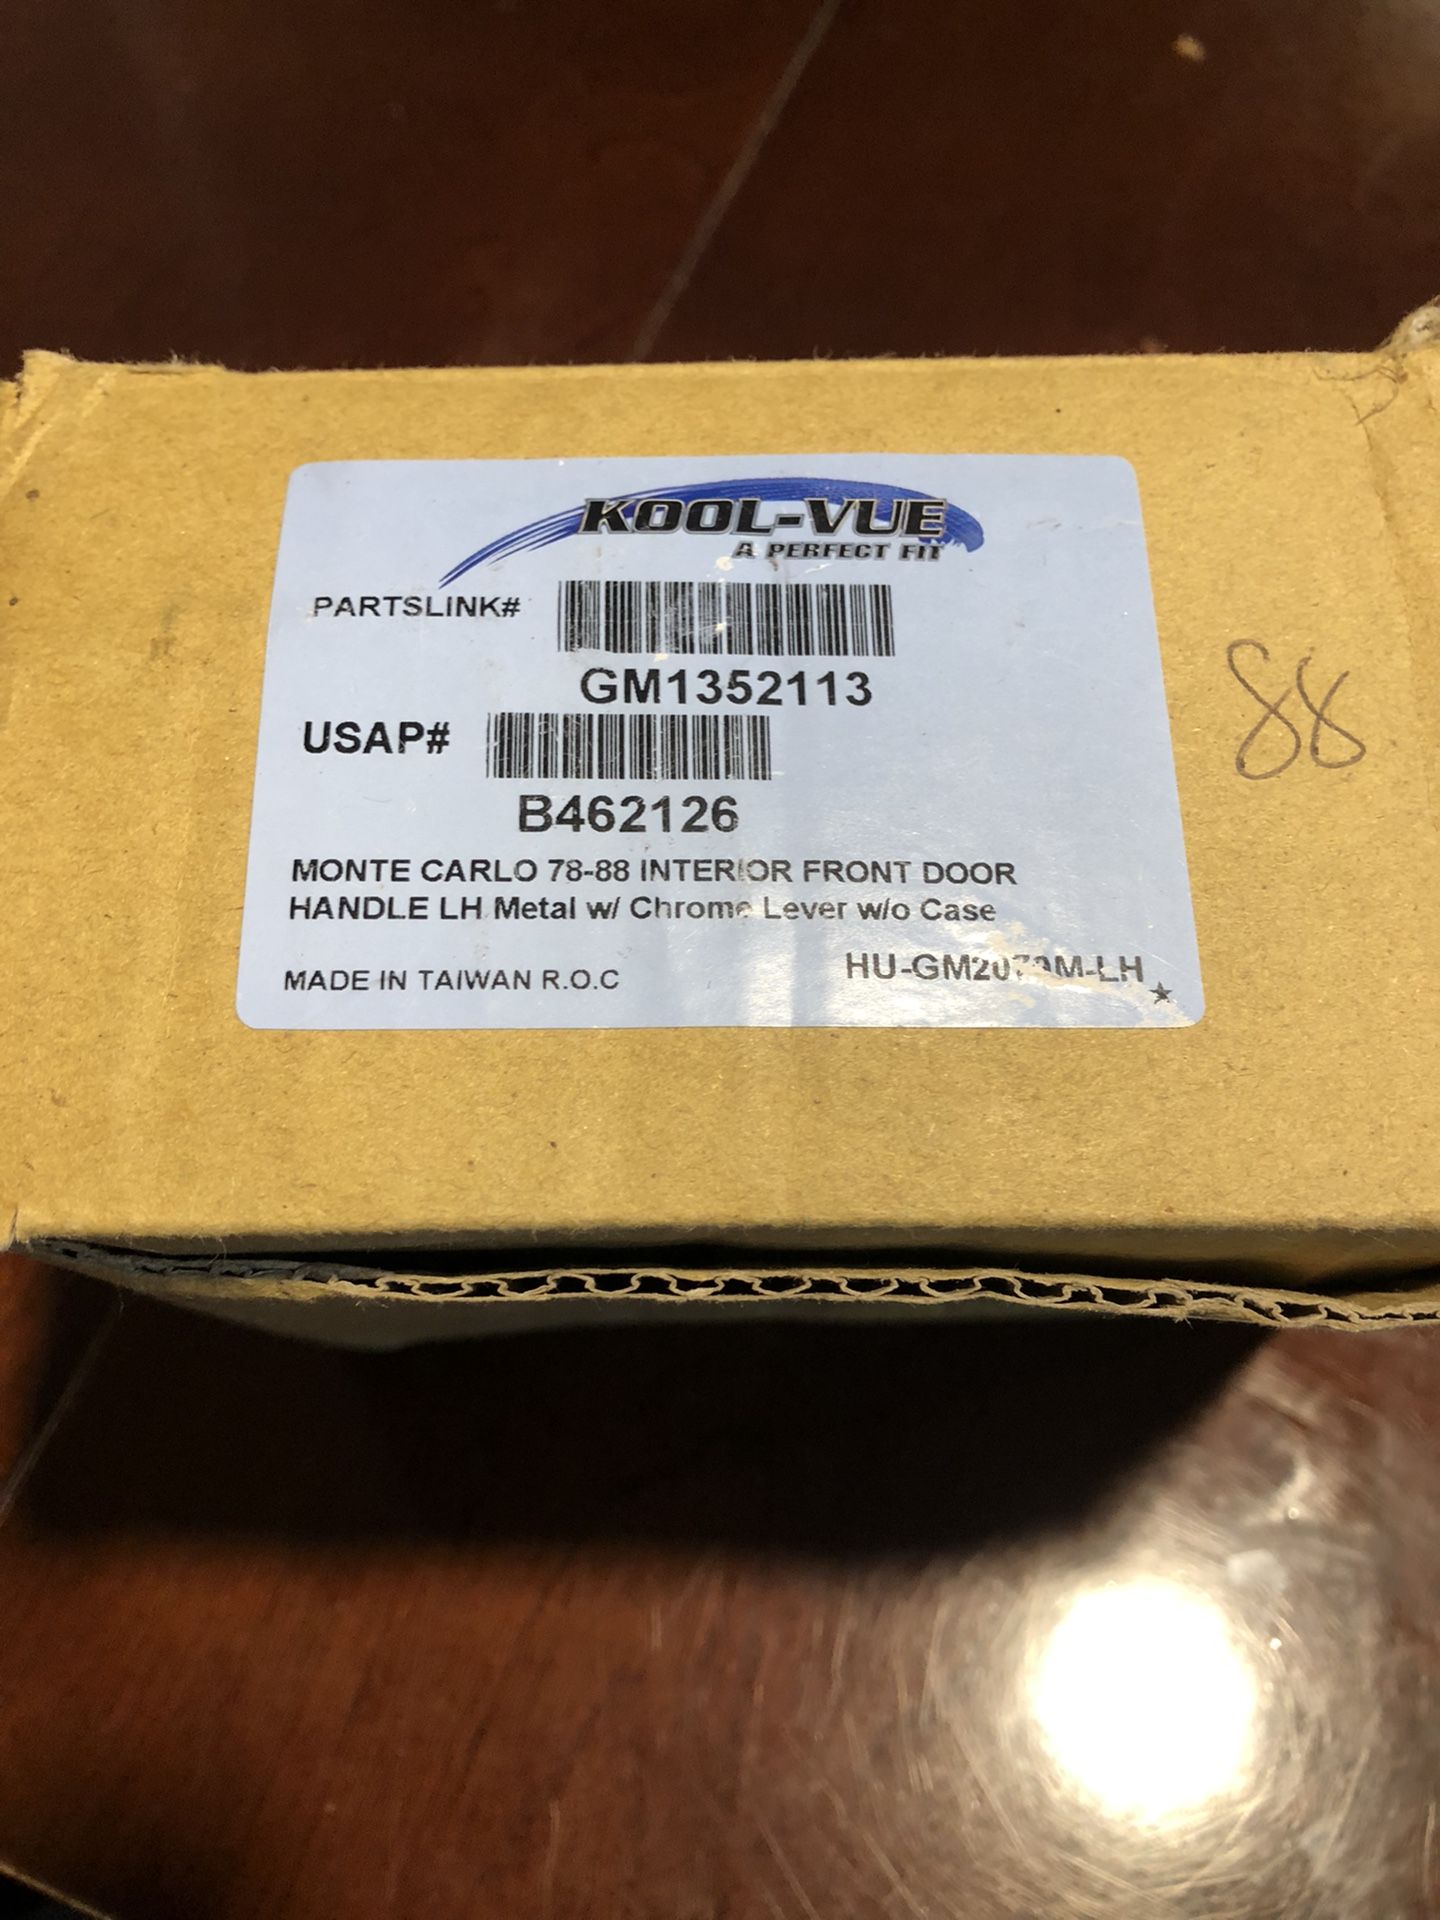 KOOL-VUE
A PERFECT FIT
PARTSLINK#
GM1352113
USAP#
B462126
88
MONTE CARLO 78-88 INTERIOR FRONT DOOR
HANDLE LH Metal w/ Chrome Lever w/o Case
MADE IN TAIWAN R.O.C